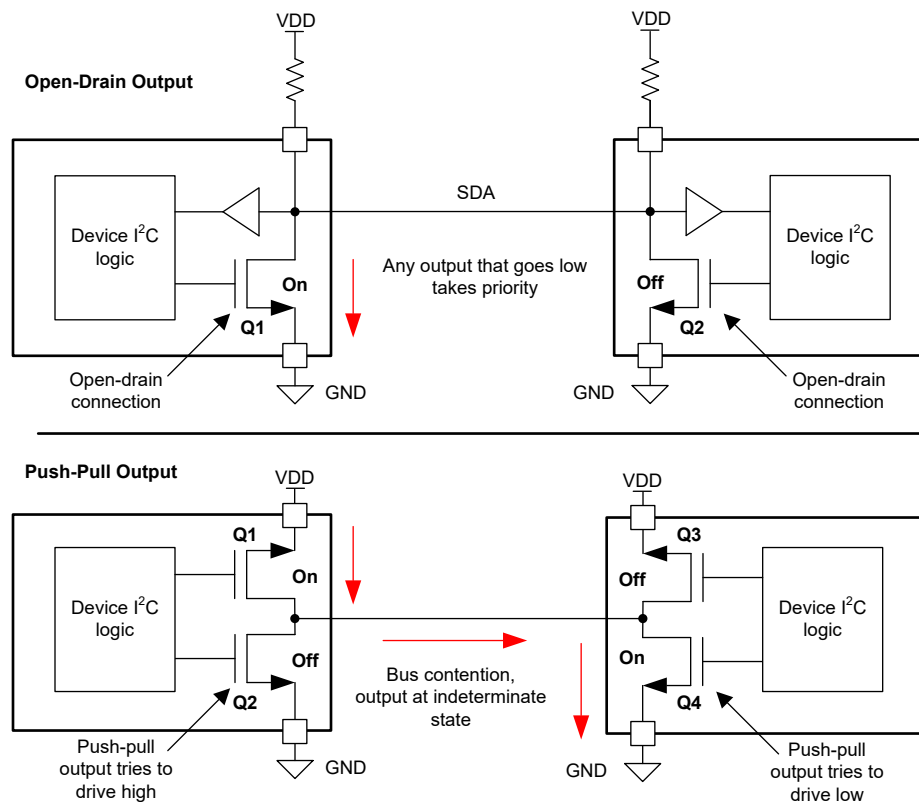 VDD
VDD
Open-Drain Output
SDA
Device I²C
logic
On
Q1
Any output that goes low
takes priority
Off
Q2
Device I²C
logic
Open-drain
connection
GND
GND
Open-drain
connection
Push-Pull Output
VDD
VDD
Q1
Q3
Device I²C
logic
On
Off
Device I²C
logic
Off
On
Q2
Q4
Bus contention,
output at indeterminate
state
Push-pull
output tries to
drive high
GND
GND
Push-pull
output tries to
drive low